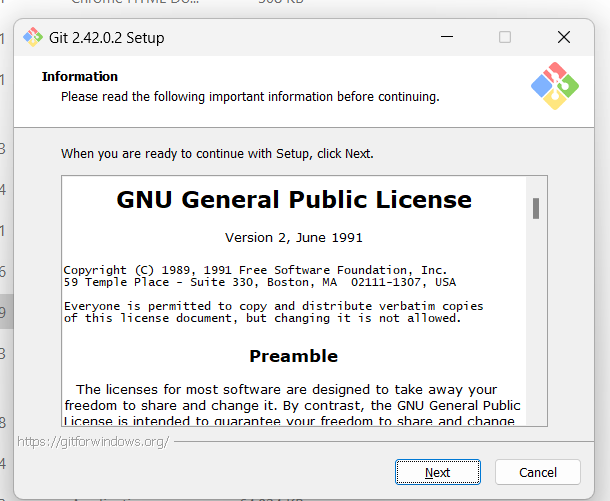 Git 2.42.0.2 Setup
Information
Please read the following important information before continuing.
When you are ready to continue with Setup, click Next.
GNU General Public License
Version 2, June 1991
Copyright (C) 1989, 1991 Free Software Foundation, Inc.
59 Temple Place - Suite 330, Boston, MA  02111-1307, USA
Everyone is permitted to copy and distribute verbatim copies
of this license document, but changing it is not allowed.
Preamble
The licenses for most software are designed to take away your
freedom to share and change it. By contrast, the GNU General Public
License is intended to guarantee your freedom to share and change
https://gitforwindows.org/
Next
Cancel